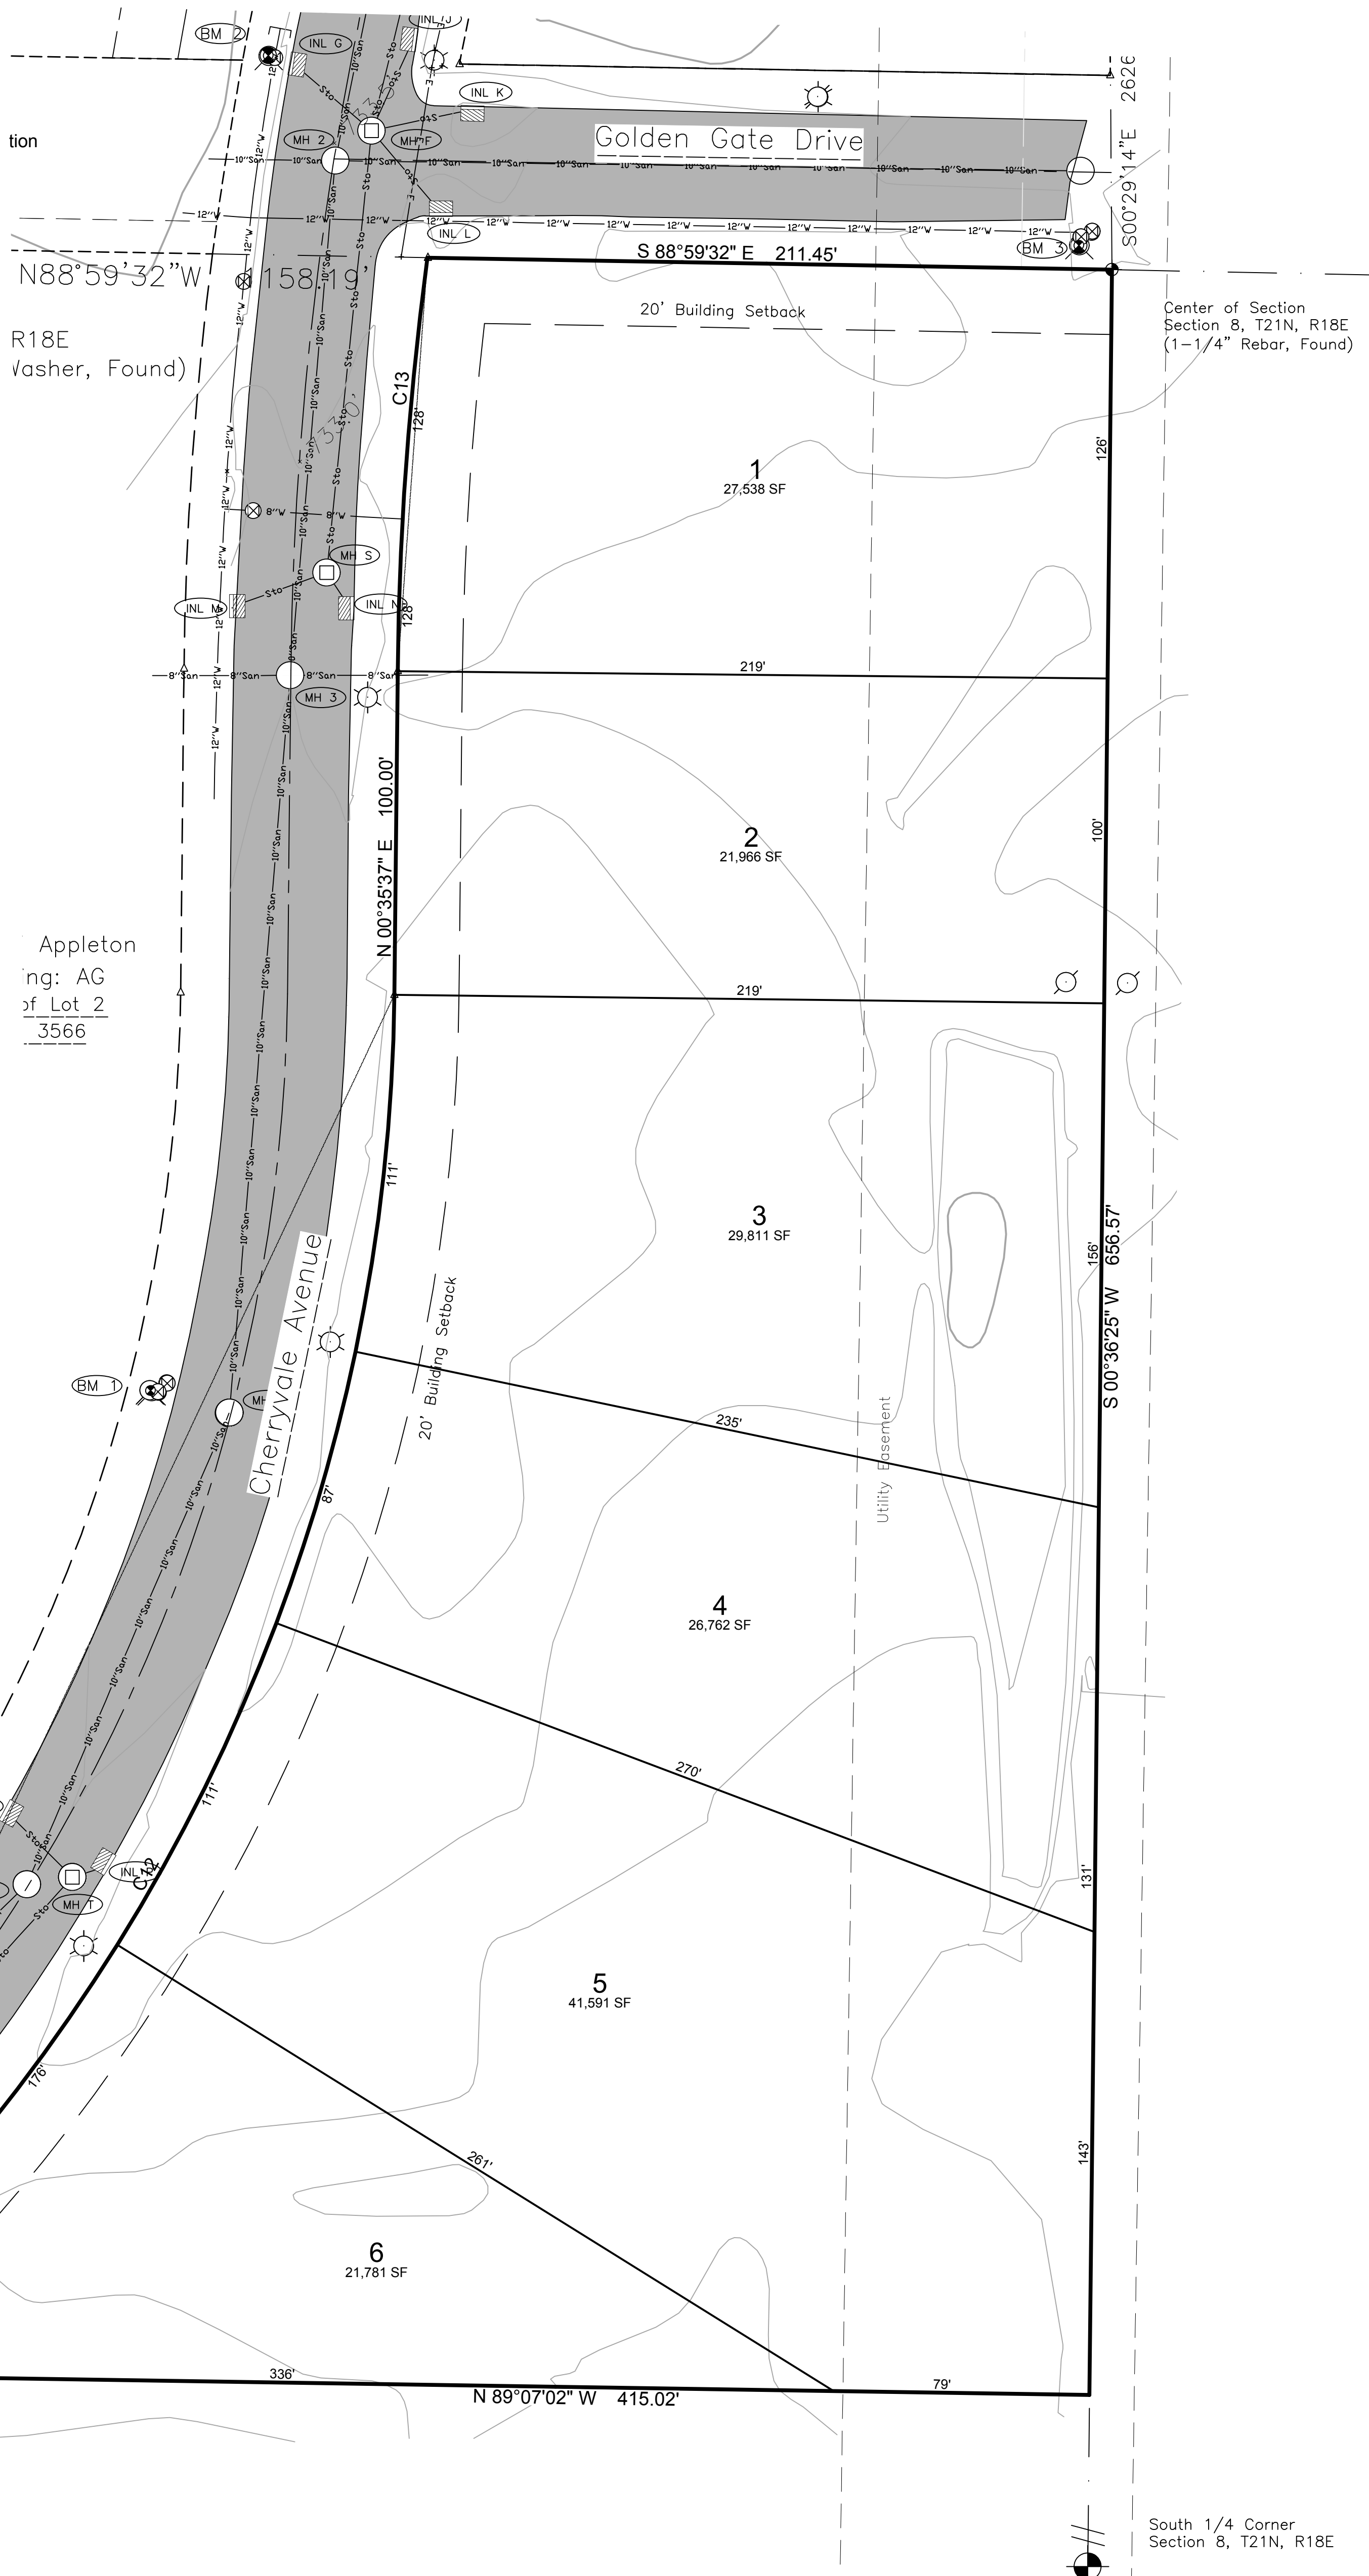 BM 2
INL G
INL J
INL K
tion
MH 2
MH F
Golden Gate Drive
10"San
Sto
12"W
E
INL L
BM 3
S00°29'14"E 2626
S 88°59'32" E 211.45'
N88°59'32"W 1158.19'
20' Building Setback
Center of Section
Section 8, T21N, R18E
(1-1/4" Rebar, Found)
R18E
Washer, Found)
C13
128'
126'
1
27,538 SF
8"W
MH S
INL M
INL N
128'
219'
8"San
MH 3
N 00°35'37" E 100.00'
2
21,966 SF
100'
Appleton
ing: AG
of Lot 2
3566
219'
111'
3
29,811 SF
156'
S 00°36'25" W 656.57'
Cherryvale Avenue
20' Building Setback
BM 1
MH
235'
Utility Easement
87'
4
26,762 SF
270'
111'
C12
INL
MH T
131'
5
41,591 SF
176'
143'
261'
6
21,781 SF
336'
79'
N 89°07'02" W 415.02'
South 1/4 Corner
Section 8, T21N, R18E